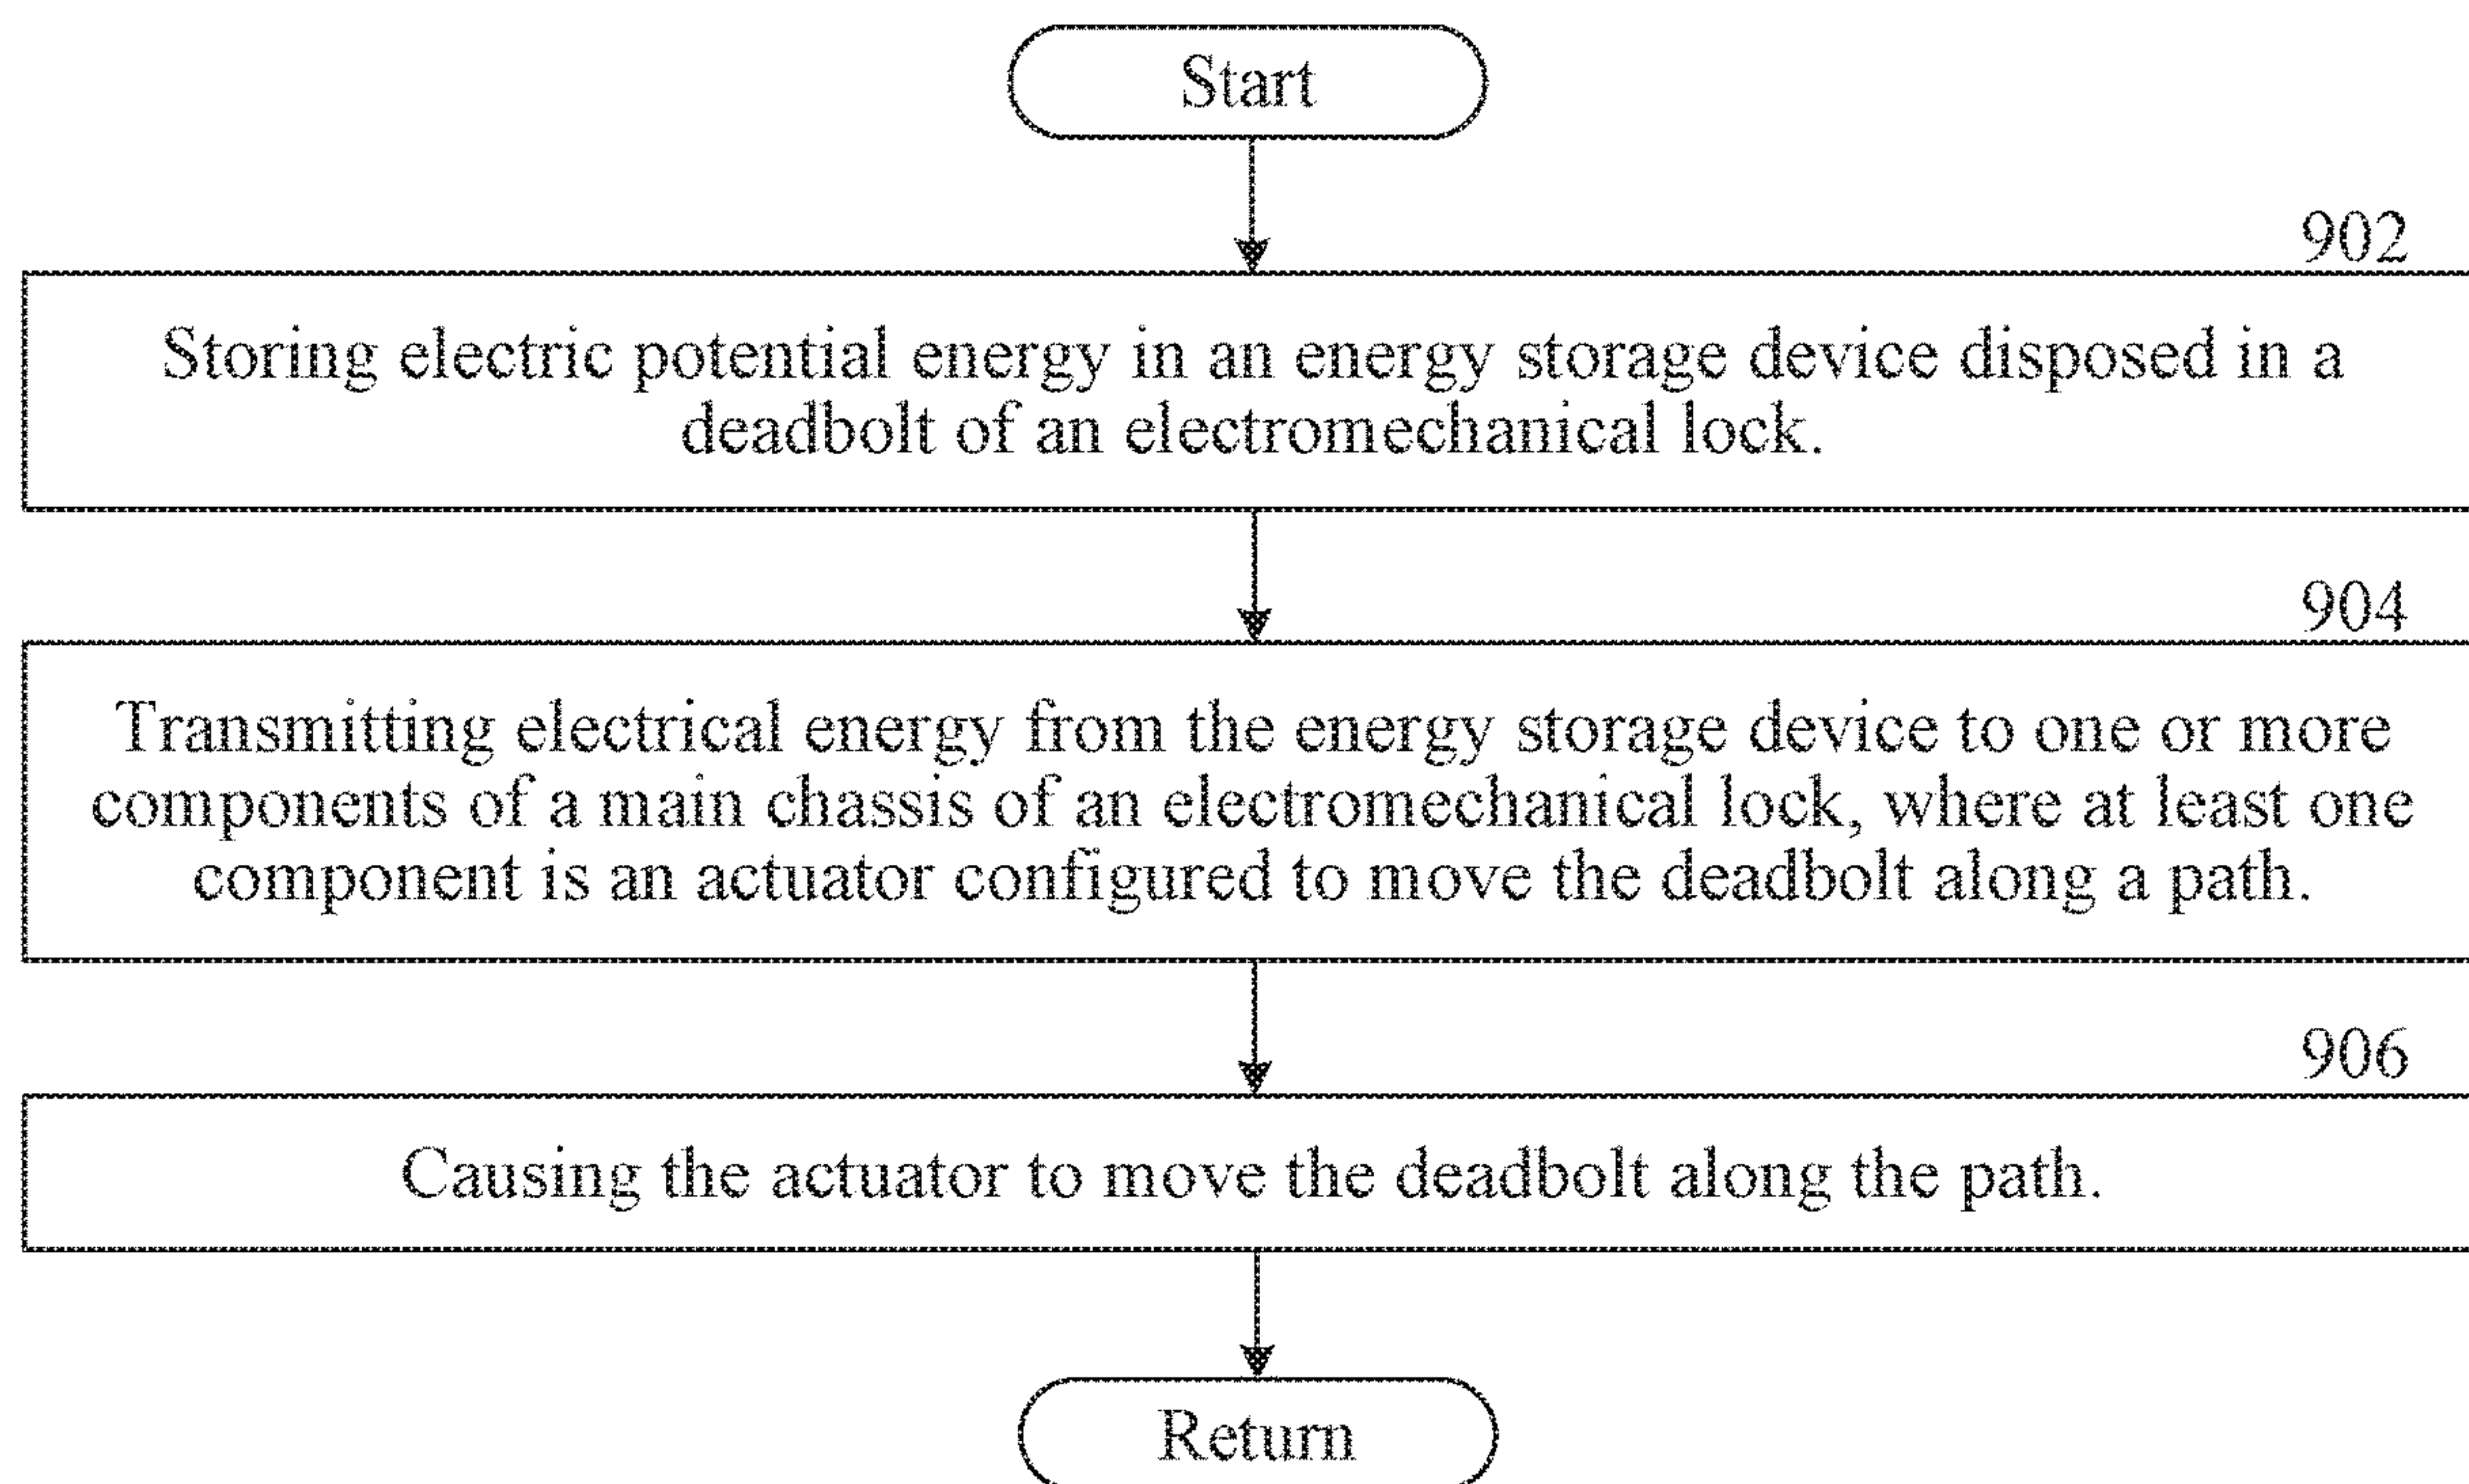 Start
902
Storing electric potential energy in an energy storage device disposed in a
deadbolt of an electromechanical lock.
904
Transmitting electrical energy from the energy storage device to one or more
components of a main chassis of an electromechanical lock, where at least one
component is an actuator configured to move the deadbolt along a path.
906
Causing the actuator to move the deadbolt along the path.
Return